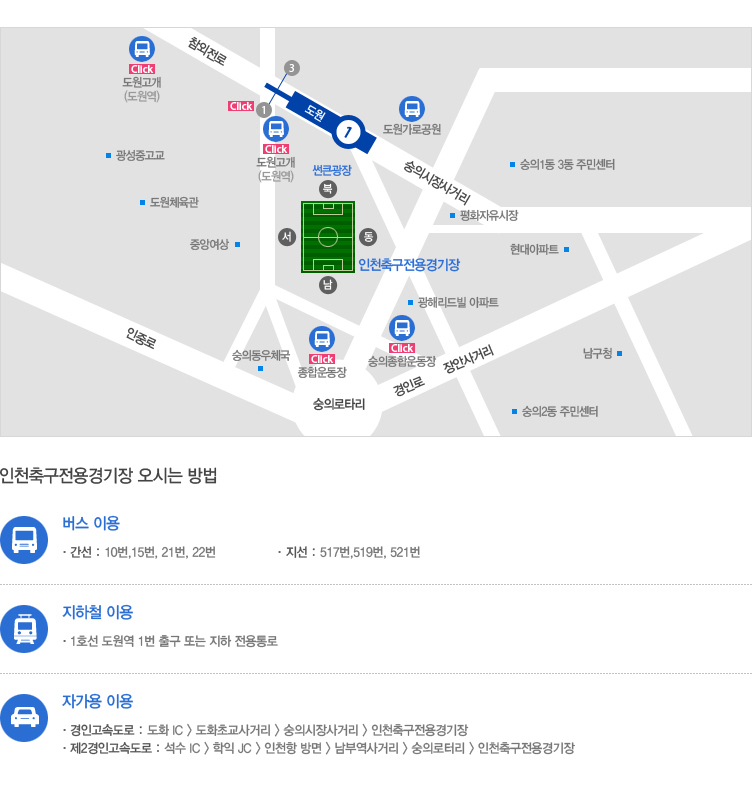 참외전로
Click
도원고개
(도원역)
3
Click
1
도원
1
Click
도원고개
(도원역)
도원가로공원
광성중고교
썬큰광장
숭의시장사거리
숭의1동 3동 주민센터
북
도원체육관
평화자유시장
서
동
중앙여상
현대아파트
인천축구전용경기장
남
광해리드빌 아파트
인중로
숭의동우체국
Click
종합운동장
Click
숭의종합운동장
장안사거리
남구청
경인로
숭의로타리
숭의2동 주민센터
인천축구전용경기장 오시는 방법
버스 이용
· 간선 : 10번,15번, 21번, 22번 · 지선 : 517번,519번, 521번
지하철 이용
· 1호선 도원역 1번 출구 또는 지하 전용통로
자가용 이용
· 경인고속도로 : 도화 IC > 도화초교사거리 > 숭의시장사거리 > 인천축구전용경기장
· 제2경인고속도로 : 석수 IC > 학익 JC > 인천항 방면 > 남부역사거리 > 숭의로터리 > 인천축구전용경기장